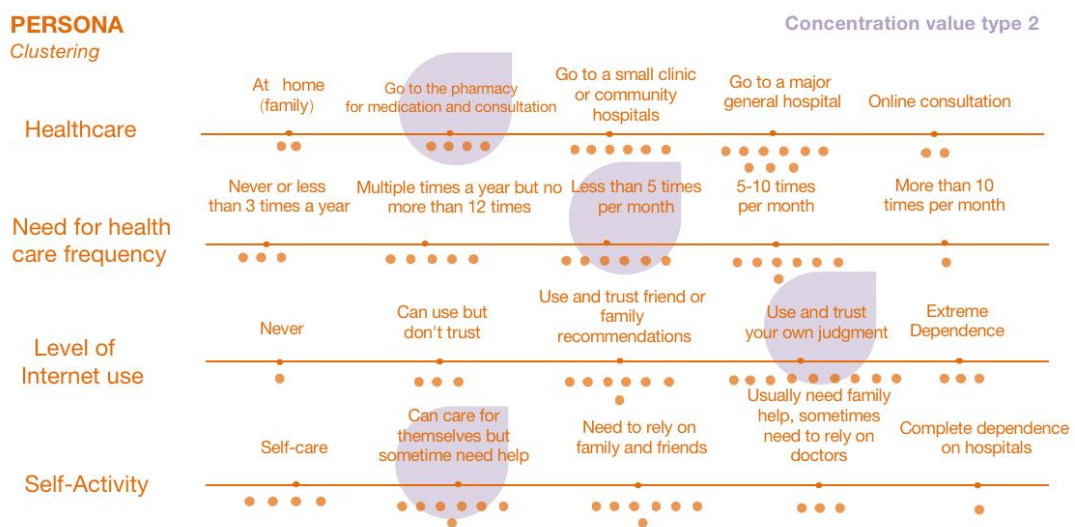 PERSONA
Clustering
Concentration value type 2
Healthcare
At home
(family)
Go to the pharmacy
for medication and consultation
Go to a small clinic
or community
hospitals
Go to a major
general hospital
Online consultation
Need for health
care frequency
Never or less
than 3 times a year
Multiple times a year but no
more than 12 times
Less than 5 times
per month
5-10 times
per month
More than 10
times per month
Level of
Internet use
Never
Can use but
don't trust
Use and trust friend or
family
recommendations
Use and trust
your own judgment
Extreme
Dependence
Self-Activity
Self-care
Can care for
themselves but
sometime need help
Need to rely on
family and friends
Usually need family
help, sometimes
need to rely on
doctors
Complete dependence
on hospitals